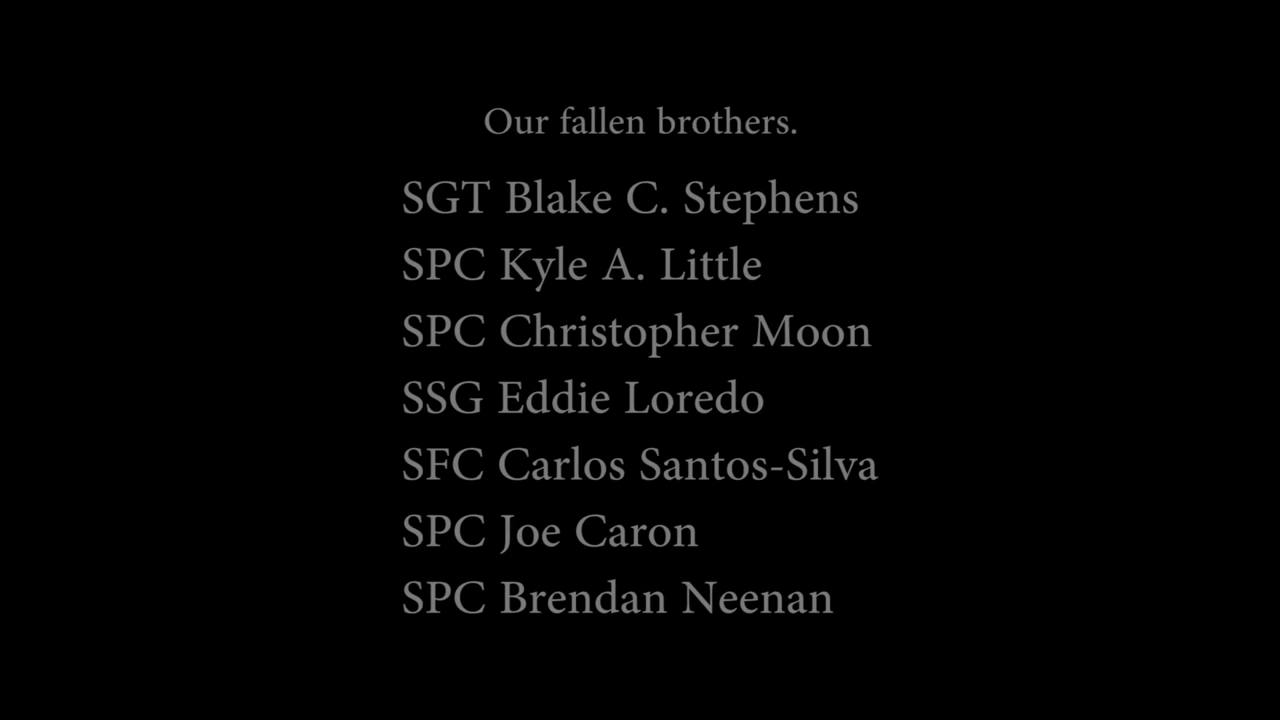 Our fallen brothers.
SGT Blake C. Stephens
SPC Kyle A. Little
SPC Christopher Moon
SSG Eddie Loredo
SFC Carlos Santos-Silva
SPC Joe Caron
SPC Brendan Neenan